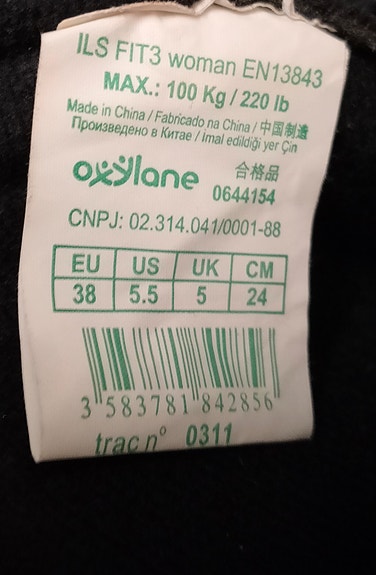 ILS FIT3 woman EN13843
MAX.: 100 Kg / 220 lb
Made in China / Fabricado na China / 中国制造
Произведено в Китае / Imal edildiği yer Çin
oxylane
合格品
0644154
CNPJ: 02.314.041/0001-88
EU US UK CM
38 5.5 5 24
3 583781 842856
trac n° 0311